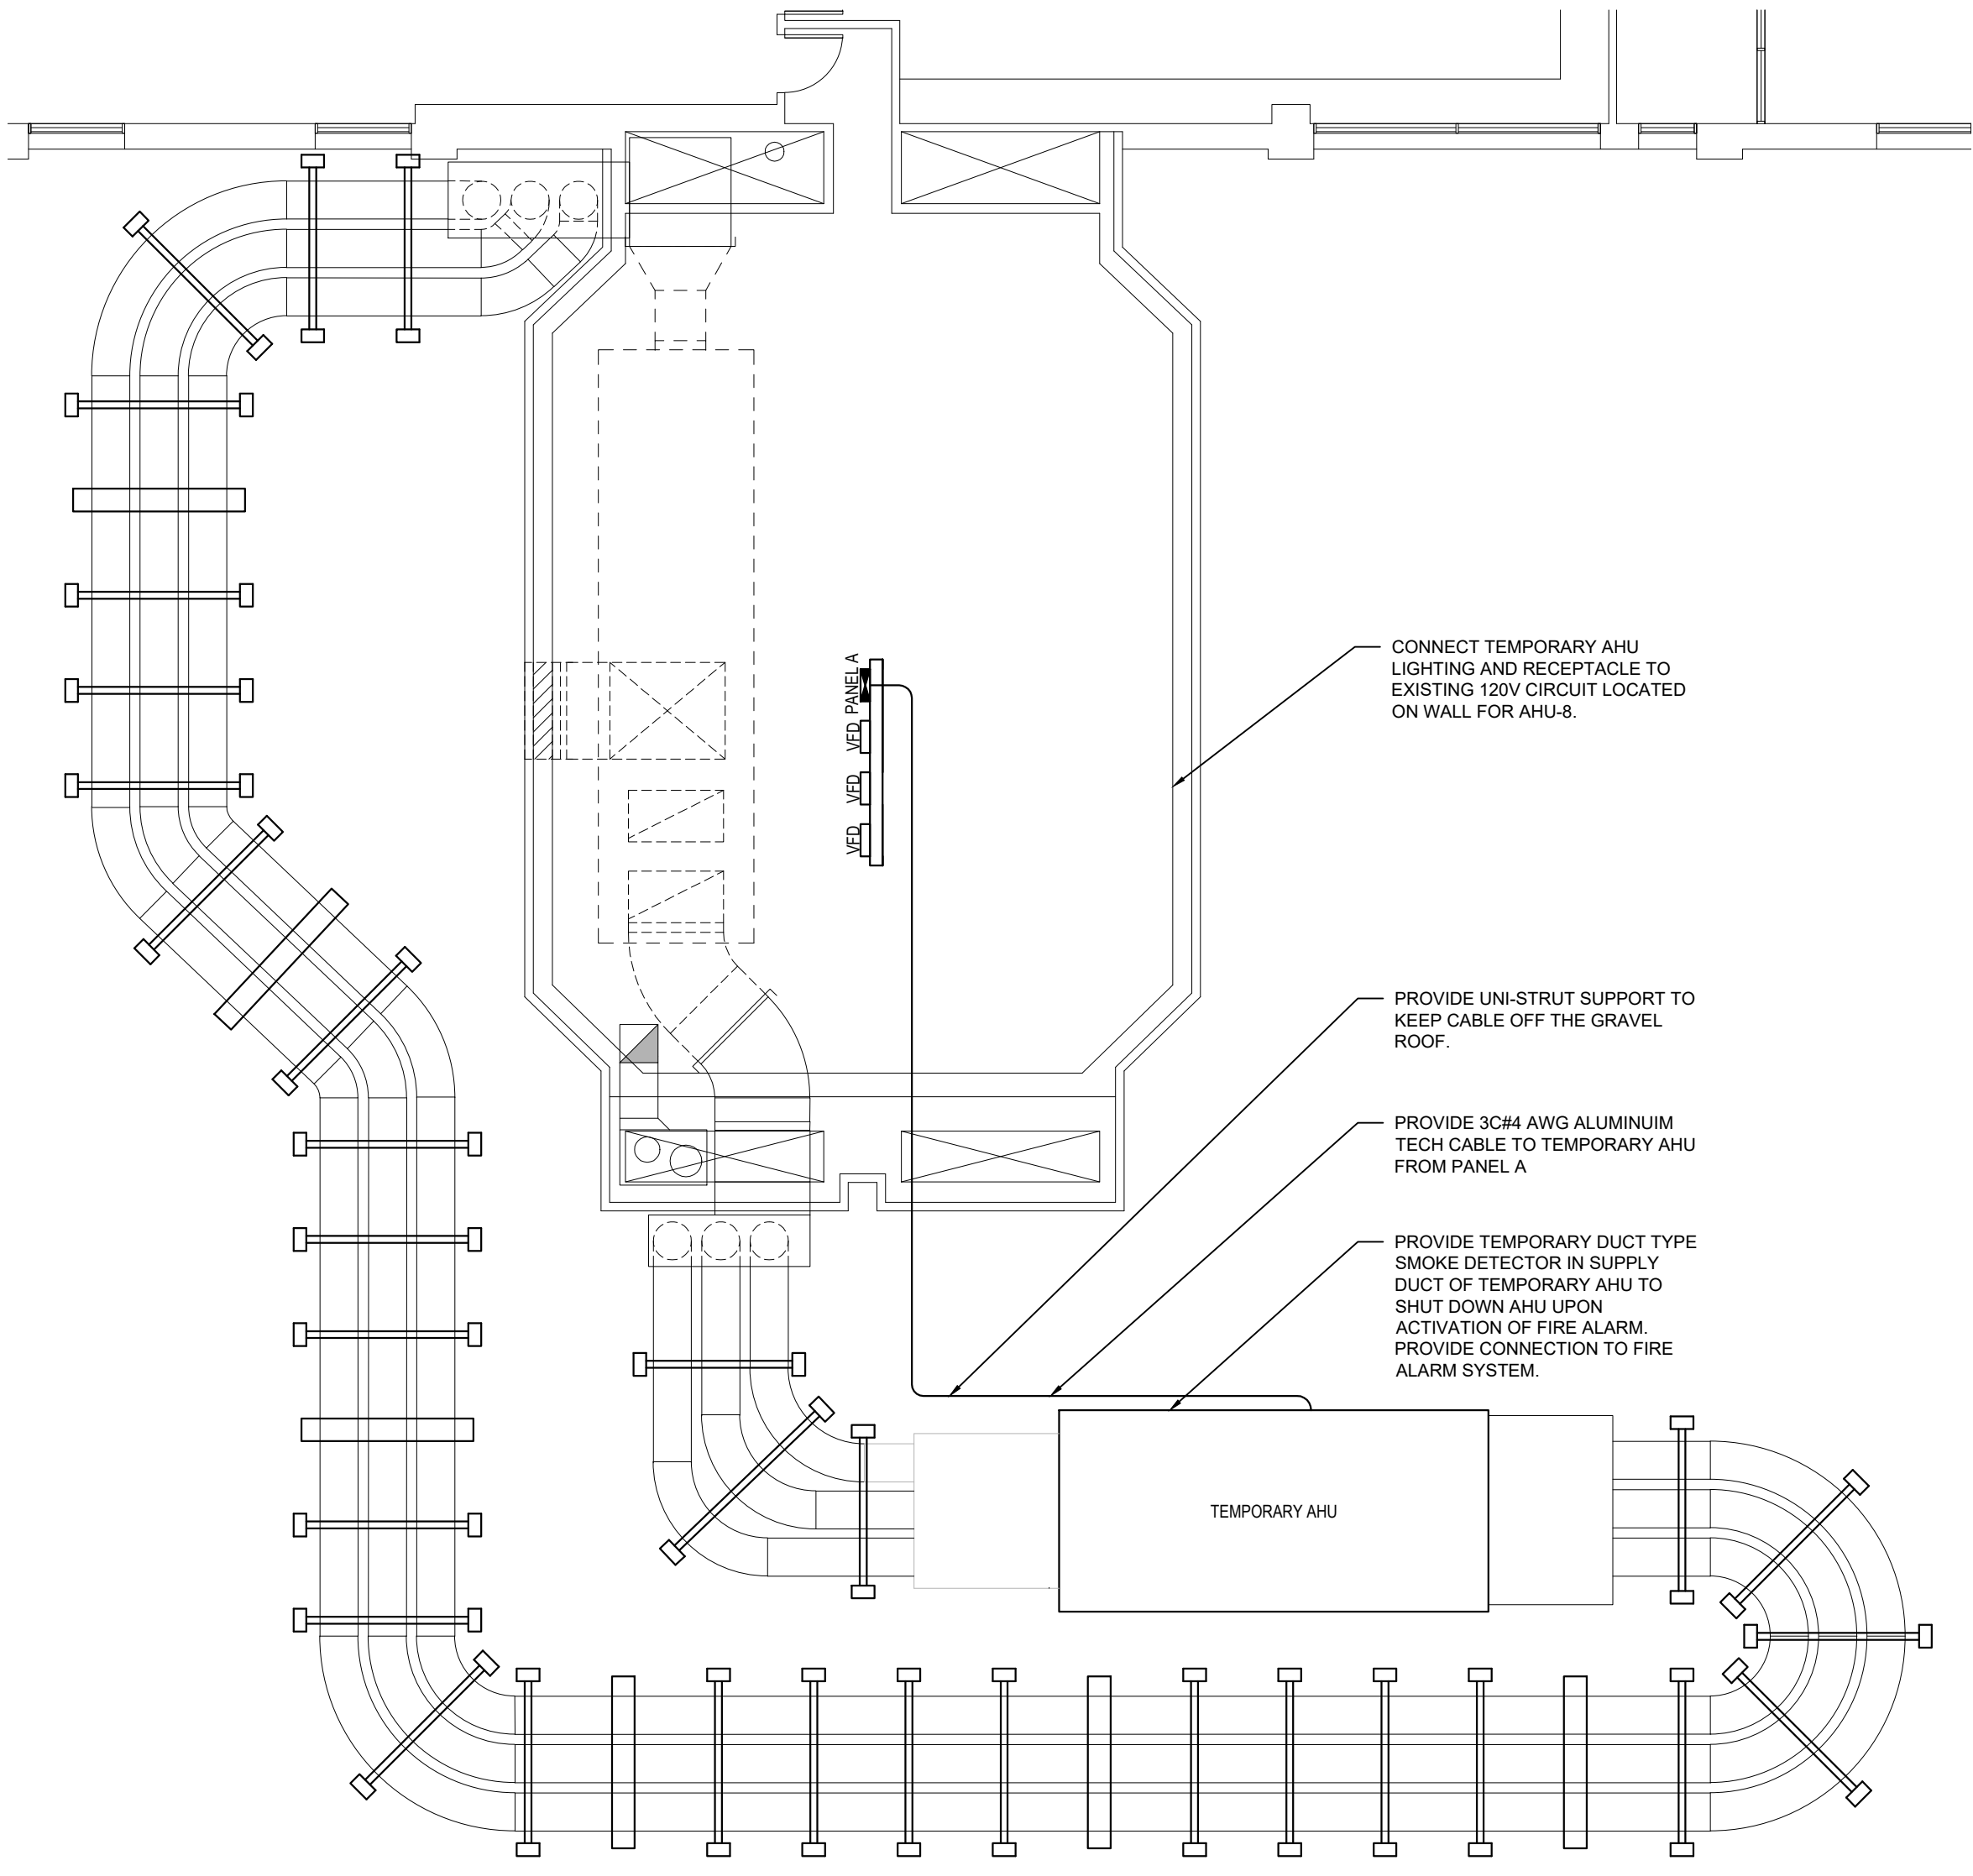 CONNECT TEMPORARY AHU
LIGHTING AND RECEPTACLE TO
EXISTING 120V CIRCUIT LOCATED
ON WALL FOR AHU-8.
PANEL A
VFD
VFD
VFD
PROVIDE UNI-STRUT SUPPORT TO
KEEP CABLE OFF THE GRAVEL
ROOF.
PROVIDE 3C#4 AWG ALUMINUIM
TECH CABLE TO TEMPORARY AHU
FROM PANEL A
PROVIDE TEMPORARY DUCT TYPE
SMOKE DETECTOR IN SUPPLY
DUCT OF TEMPORARY AHU TO
SHUT DOWN AHU UPON
ACTIVATION OF FIRE ALARM.
PROVIDE CONNECTION TO FIRE
ALARM SYSTEM.
TEMPORARY AHU